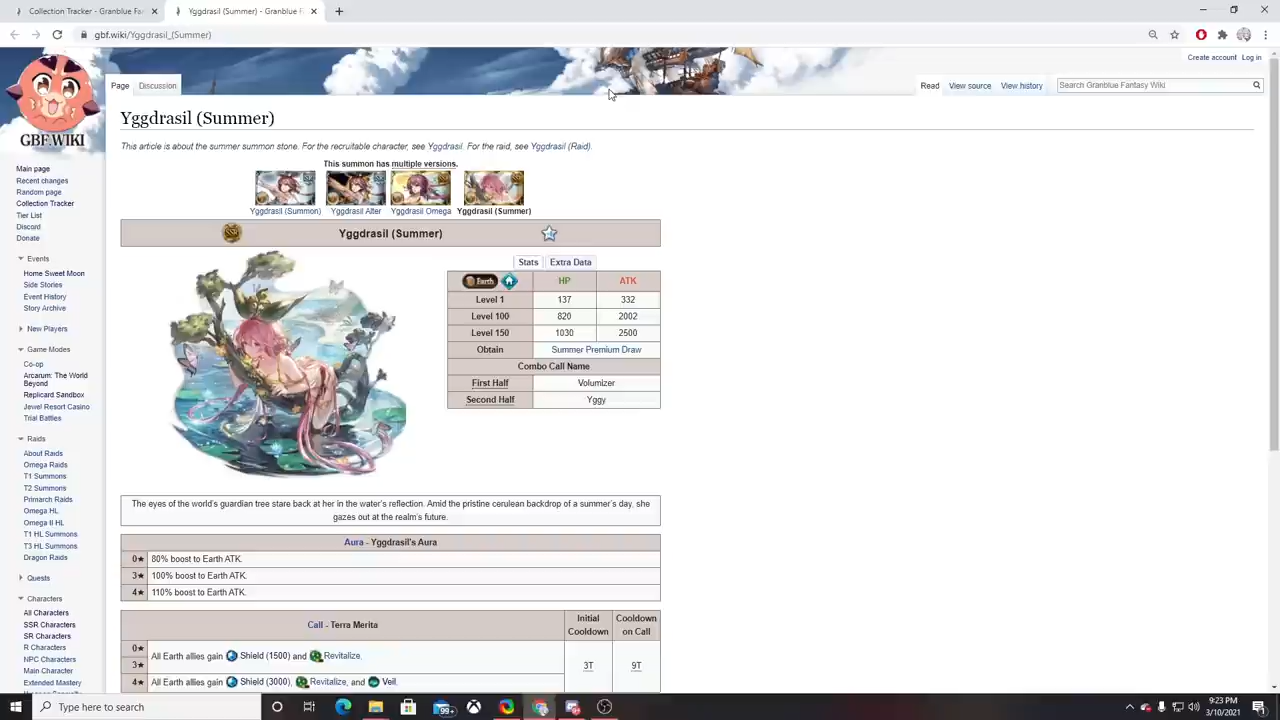 Collection Tracker - Granblue Fa
Yggdrasil (Summer) - Granblue F
gbf.wiki/Yggdrasil_(Summer)
Create account Log in
GBF.WIKI
Page Discussion
Read View source View history
Search Granblue Fantasy Wiki
Yggdrasil (Summer)
This article is about the summer summon stone. For the recruitable character, see Yggdrasil. For the raid, see Yggdrasil (Raid).
This summon has multiple versions.
Yggdrasil (Summon) Yggdrasil Alter Yggdrasil Omega Yggdrasil (Summer)
Main page
Recent changes
Random page
Collection Tracker
Tier List
Discord
Donate
Events
Home Sweet Moon
Side Stories
Event History
Story Archive
New Players
Game Modes
Co-op
Arcarum: The World
Beyond
Replicard Sandbox
Jewel Resort Casino
Trial Battles
Raids
About Raids
Omega Raids
T1 Summons
T2 Summons
Primarch Raids
Omega HL
Omega II HL
T1 HL Summons
T3 HL Summons
Dragon Raids
Quests
Characters
All Characters
SSR Characters
SR Characters
R Characters
NPC Characters
Main Character
Extended Mastery
SSR Yggdrasil (Summer)
Stats Extra Data
Earth HP ATK
Level 1 137 332
Level 100 820 2002
Level 150 1030 2500
Obtain Summer Premium Draw
Combo Call Name
First Half Volumizer
Second Half Yggy
The eyes of the world's guardian tree stare back at her in the water's reflection. Amid the pristine cerulean backdrop of a summer's day, she
gazes out at the realm's future.
Aura - Yggdrasil's Aura
0★ 80% boost to Earth ATK.
3★ 100% boost to Earth ATK.
4★ 110% boost to Earth ATK.
Call - Terra Merita
Initial
Cooldown
Cooldown
on Call
0★ All Earth allies gain Shield (1500) and Revitalize.
3★
3T 9T
4★ All Earth allies gain Shield (3000), Revitalize, and Veil.
Type here to search
99+
9:23 PM
3/10/2021